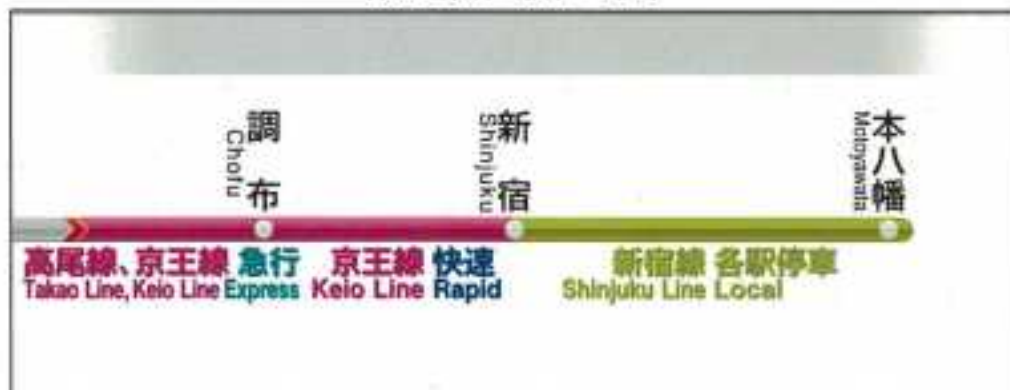 調布
Chofu
新宿
Shinjuku
本八幡
Motoyawata
高尾線、京王線 急行
Takao Line, Keio Line Express
京王線 快速
Keio Line Rapid
新宿線 各駅停車
Shinjuku Line Local